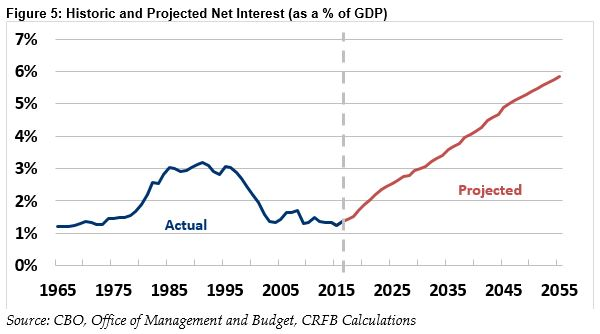 Figure 5: Historic and Projected Net Interest (as a % of GDP)
7%
6%
5%
4%
3%
2%
1%
0%
Projected
Actual
1965 1975 1985 1995 2005 2015 2025 2035 2045 2055
Source: CBO, Office of Management and Budget, CRFB Calculations